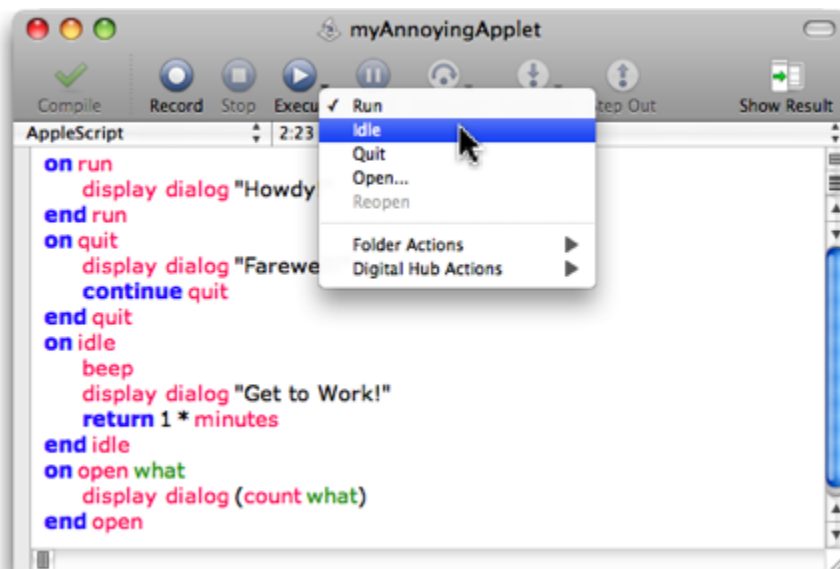 myAnnoyingApplet
Compile Record Stop Execu tep Out Show Result
✓ Run
Idle
Quit
Open...
Reopen
Folder Actions
Digital Hub Actions
AppleScript 2:23
on run
display dialog "Howdy
end run
on quit
display dialog "Farewe
continue quit
end quit
on idle
beep
display dialog "Get to Work!"
return 1 * minutes
end idle
on open what
display dialog (count what)
end open